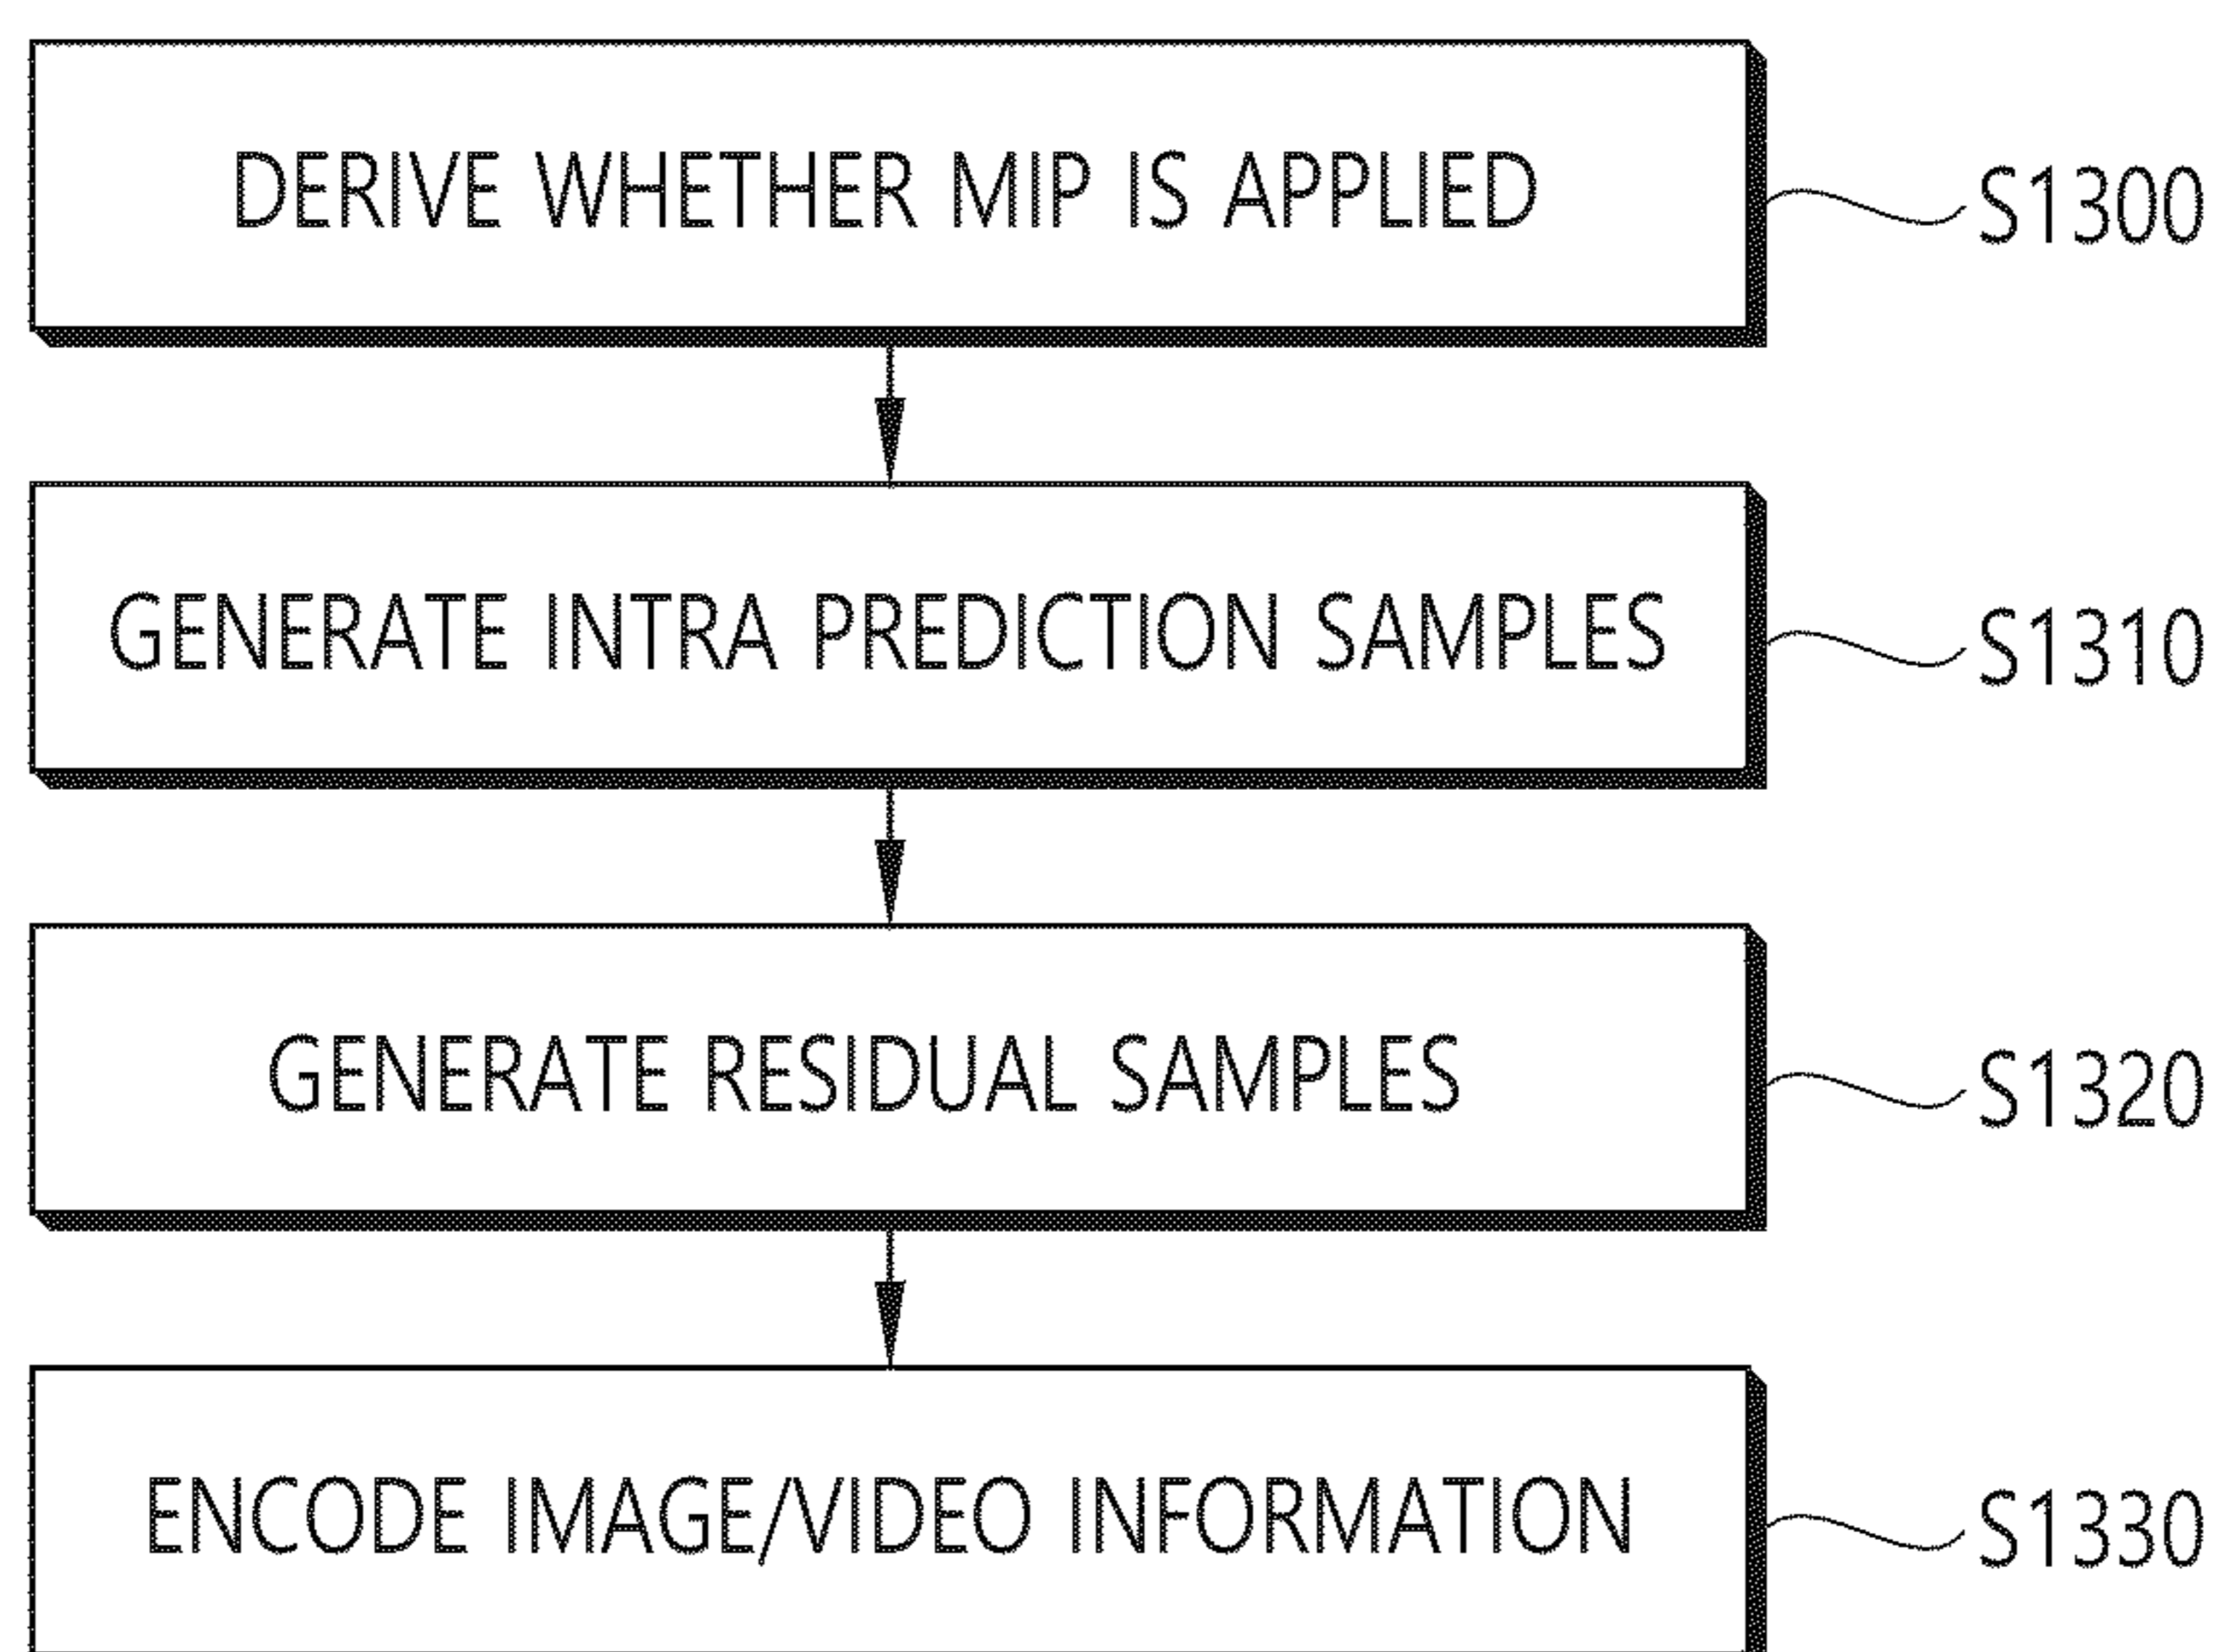 DERIVE WHETHER MIP IS APPLIED
S1300
GENERATE INTRA PREDICTION SAMPLES
S1310
GENERATE RESIDUAL SAMPLES
S1320
ENCODE IMAGE/VIDEO INFORMATION
S1330